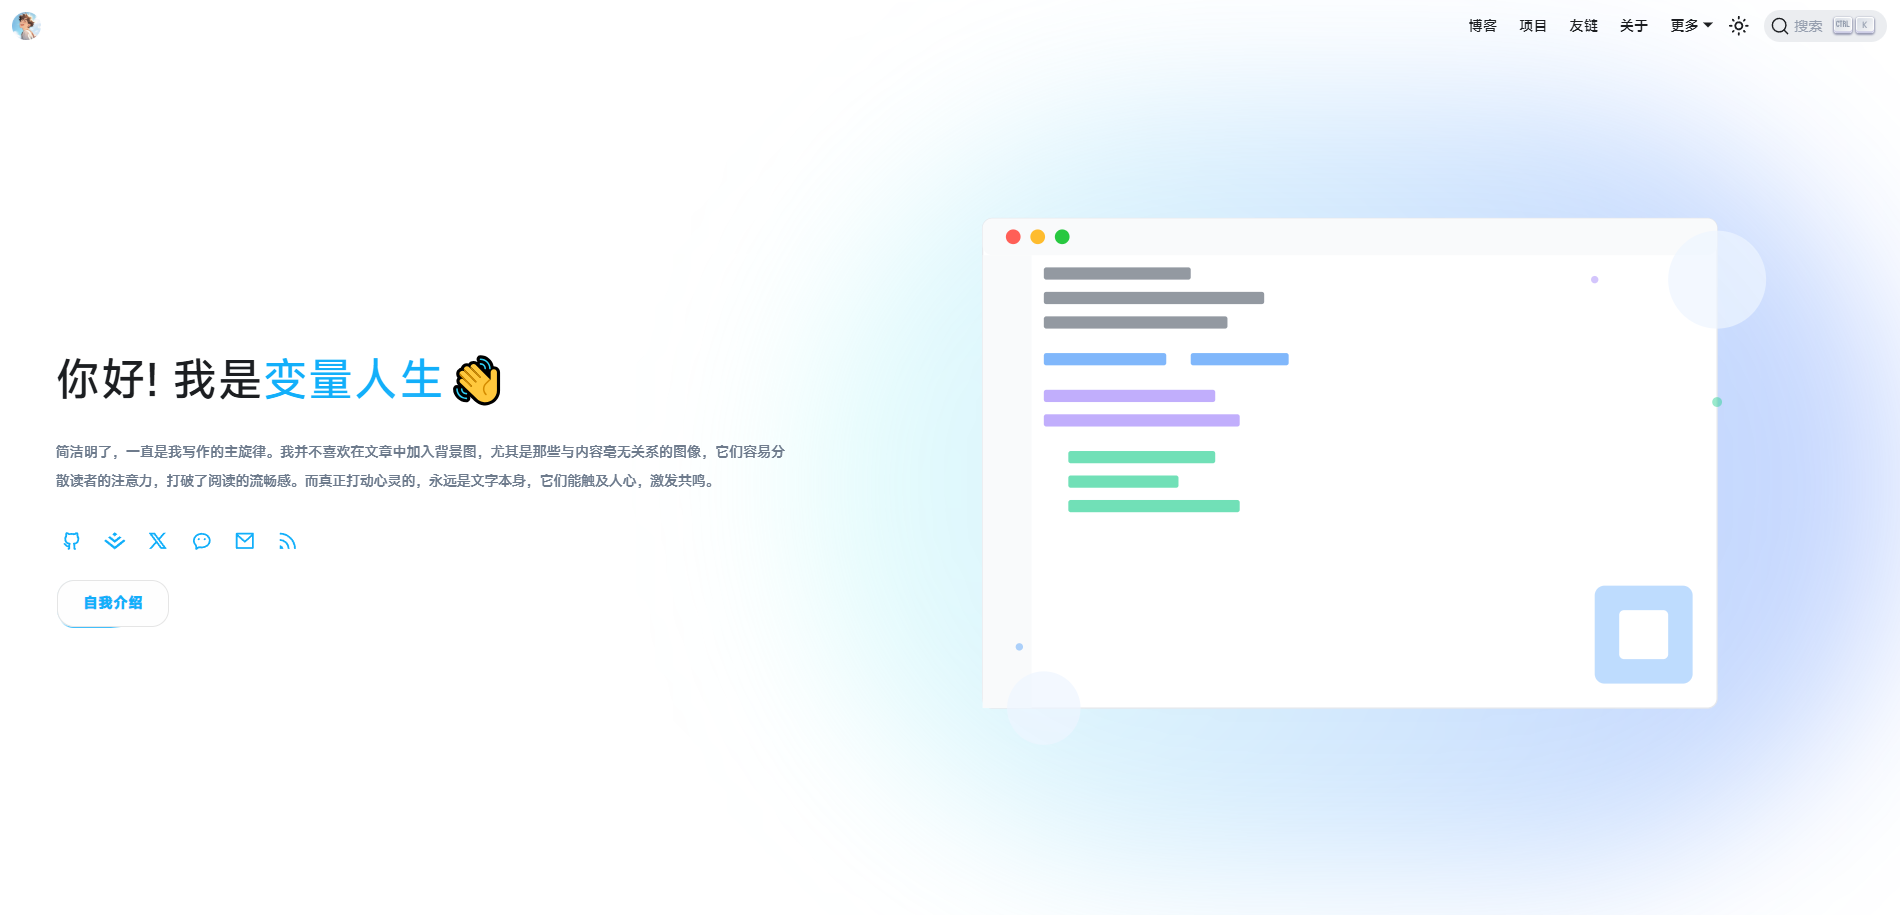 博客
项目
友链
关于
更多
搜索
CTRL
K
你好! 我是变量人生
简洁明了，一直是我写作的主旋律。我并不喜欢在文章中加入背景图，尤其是那些与内容毫无关系的图像，它们容易分
散读者的注意力，打破了阅读的流畅感。而真正打动心灵的，永远是文字本身，它们能触及人心，激发共鸣。
自我介绍